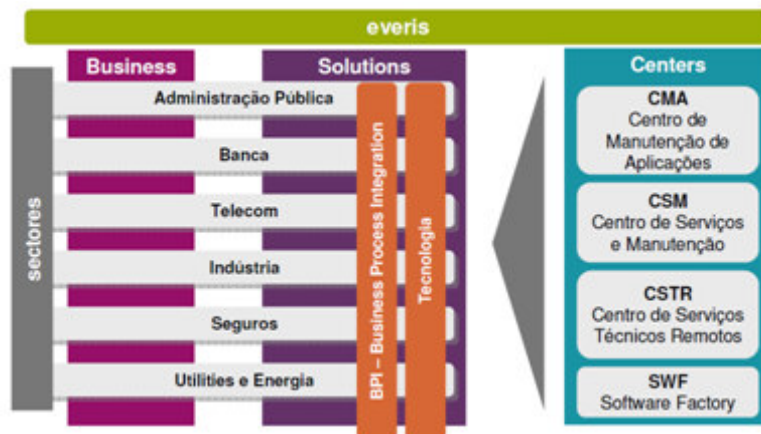 everis
Business
Solutions
Centers
sectores
Administração Pública
Banca
Telecom
Indústria
Seguros
Utilities e Energia
BPI – Business Process Integration
Tecnologia
CMA
Centro de
Manutenção de
Aplicações
CSM
Centro de Serviços
e Manutenção
CSTR
Centro de Serviços
Técnicos Remotos
SWF
Software Factory